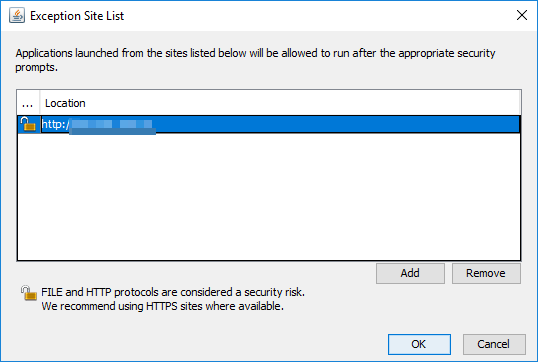 Exception Site List
Applications launched from the sites listed below will be allowed to run after the appropriate security
prompts.
... Location
http:/
Add Remove
FILE and HTTP protocols are considered a security risk.
We recommend using HTTPS sites where available.
OK Cancel